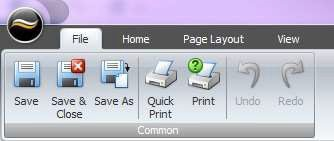 File Home Page Layout View
Save Save & Save As Quick Print Undo Redo
Close Print
Common